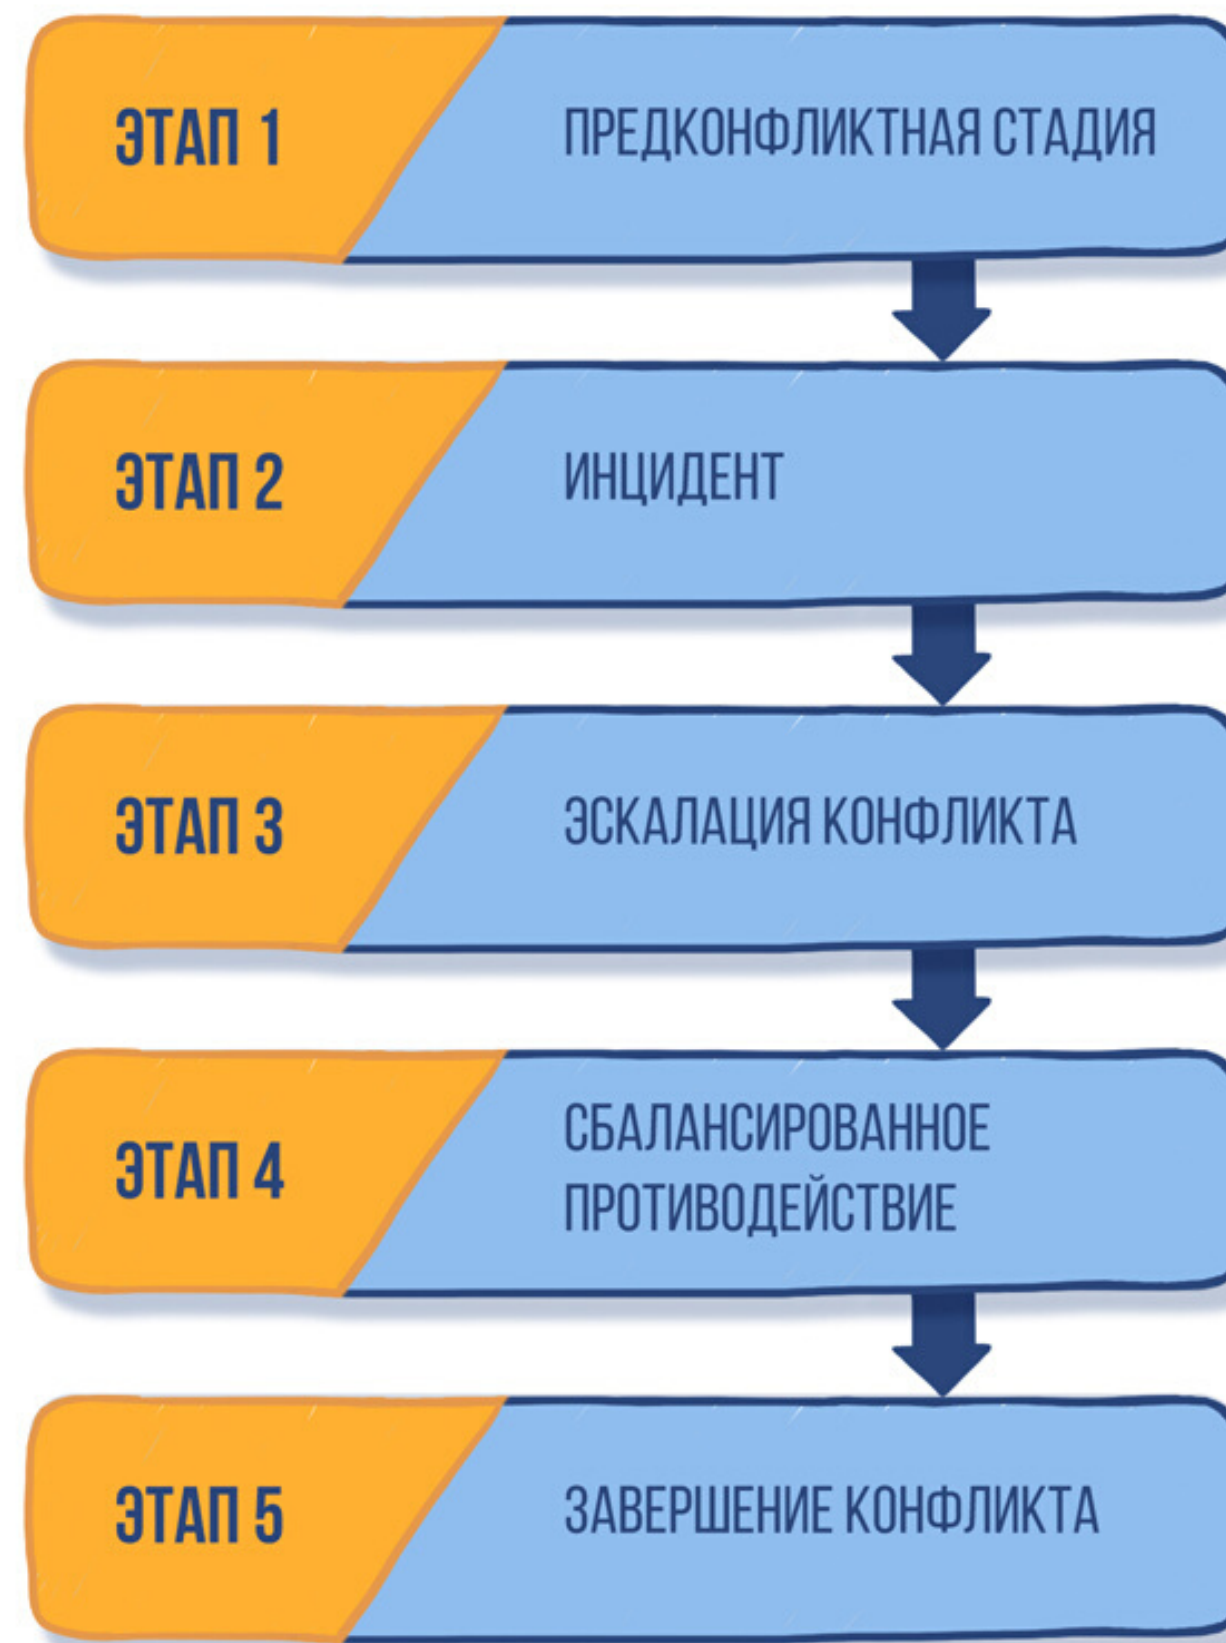 ЭТАП 1
ПРЕДКОНФЛИКТНАЯ СТАДИЯ
ЭТАП 2
ИНЦИДЕНТ
ЭТАП 3
ЭСКАЛАЦИЯ КОНФЛИКТА
ЭТАП 4
СБАЛАНСИРОВАННОЕ
ПРОТИВОДЕЙСТВИЕ
ЭТАП 5
ЗАВЕРШЕНИЕ КОНФЛИКТА